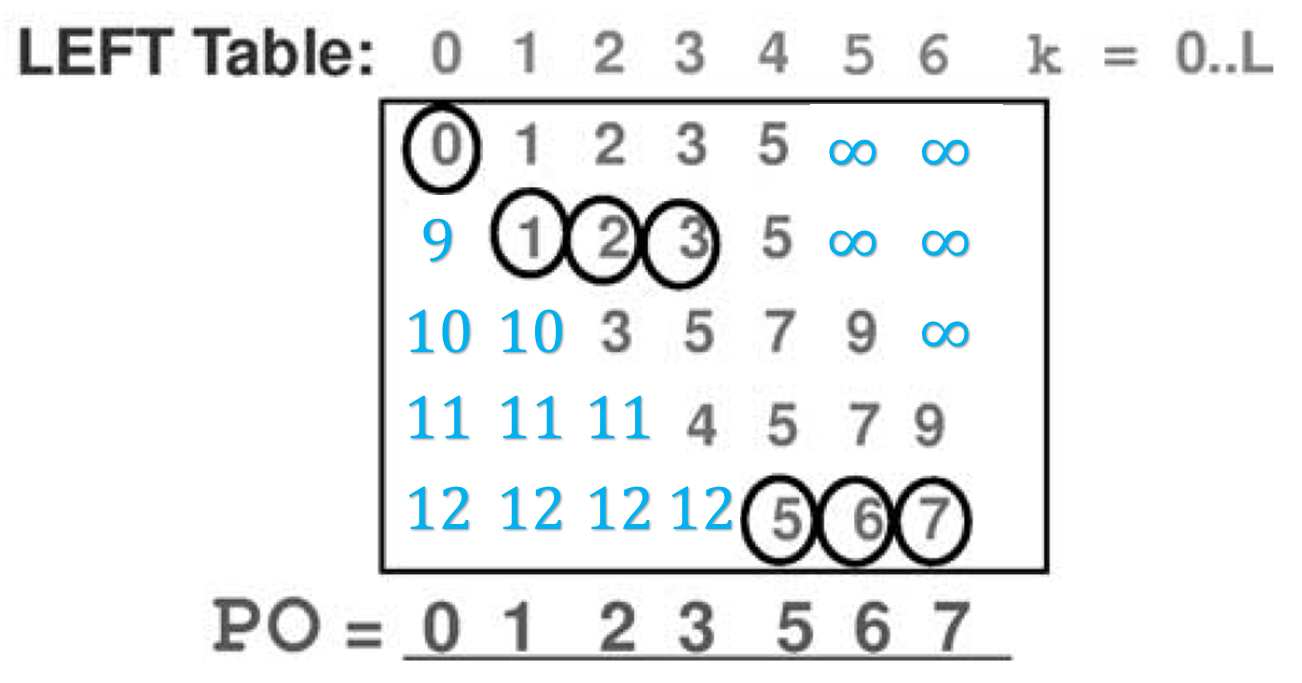 LEFT Table: 0 1 2 3 4 5 6 k = 0..L
0 1 2 3 5 ∞ ∞
9 1 2 3 5 ∞ ∞
10 10 3 5 7 9 ∞
11 11 11 4 5 7 9
12 12 12 12 5 6 7
PO = 0 1 2 3 5 6 7